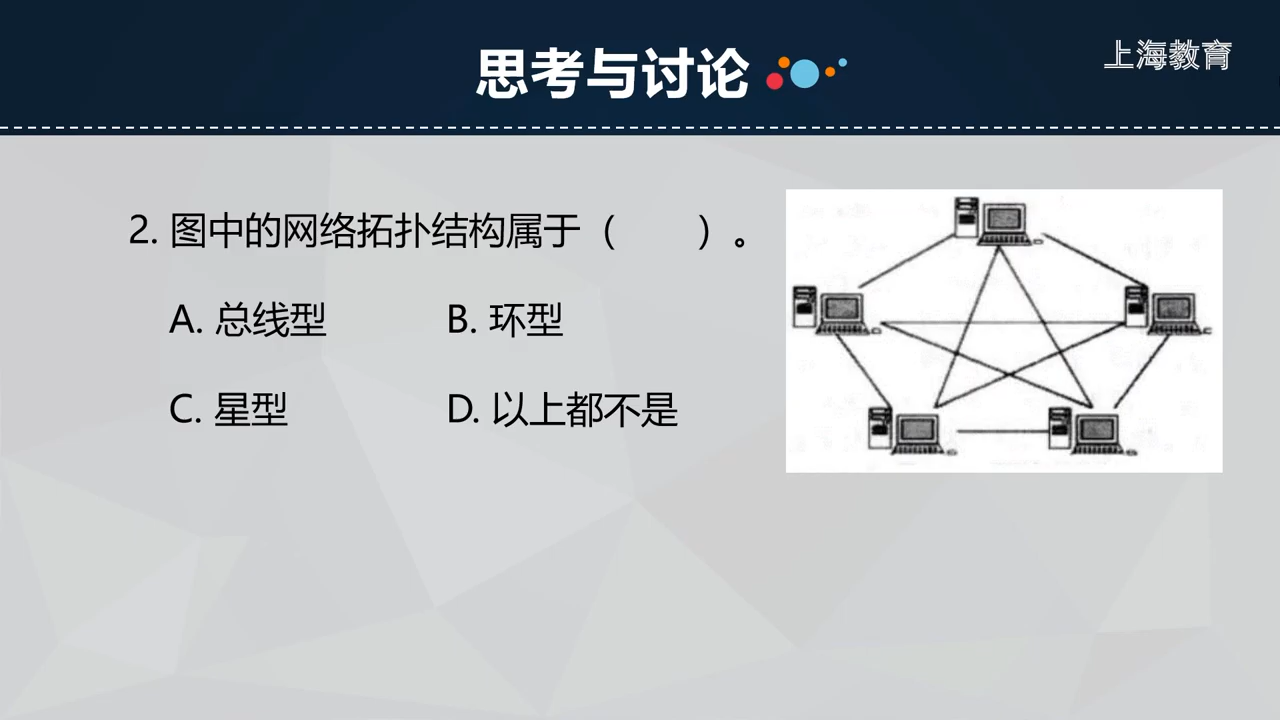 思考与讨论
上海教育
2. 图中的网络拓扑结构属于（　　）。
A. 总线型 B. 环型
C. 星型 D. 以上都不是